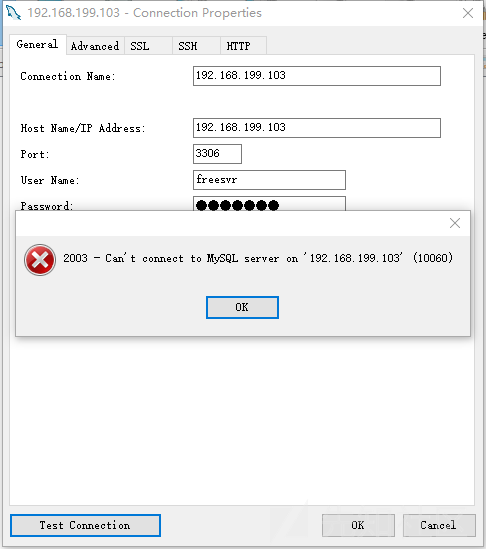 192.168.199.103 - Connection Properties
General Advanced SSL SSH HTTP
Connection Name: 192.168.199.103
Host Name/IP Address: 192.168.199.103
Port: 3306
User Name: freesvr
Password: ●●●●●●●
2003 - Can't connect to MySQL server on '192.168.199.103' (10060)
OK
Test Connection OK Cancel